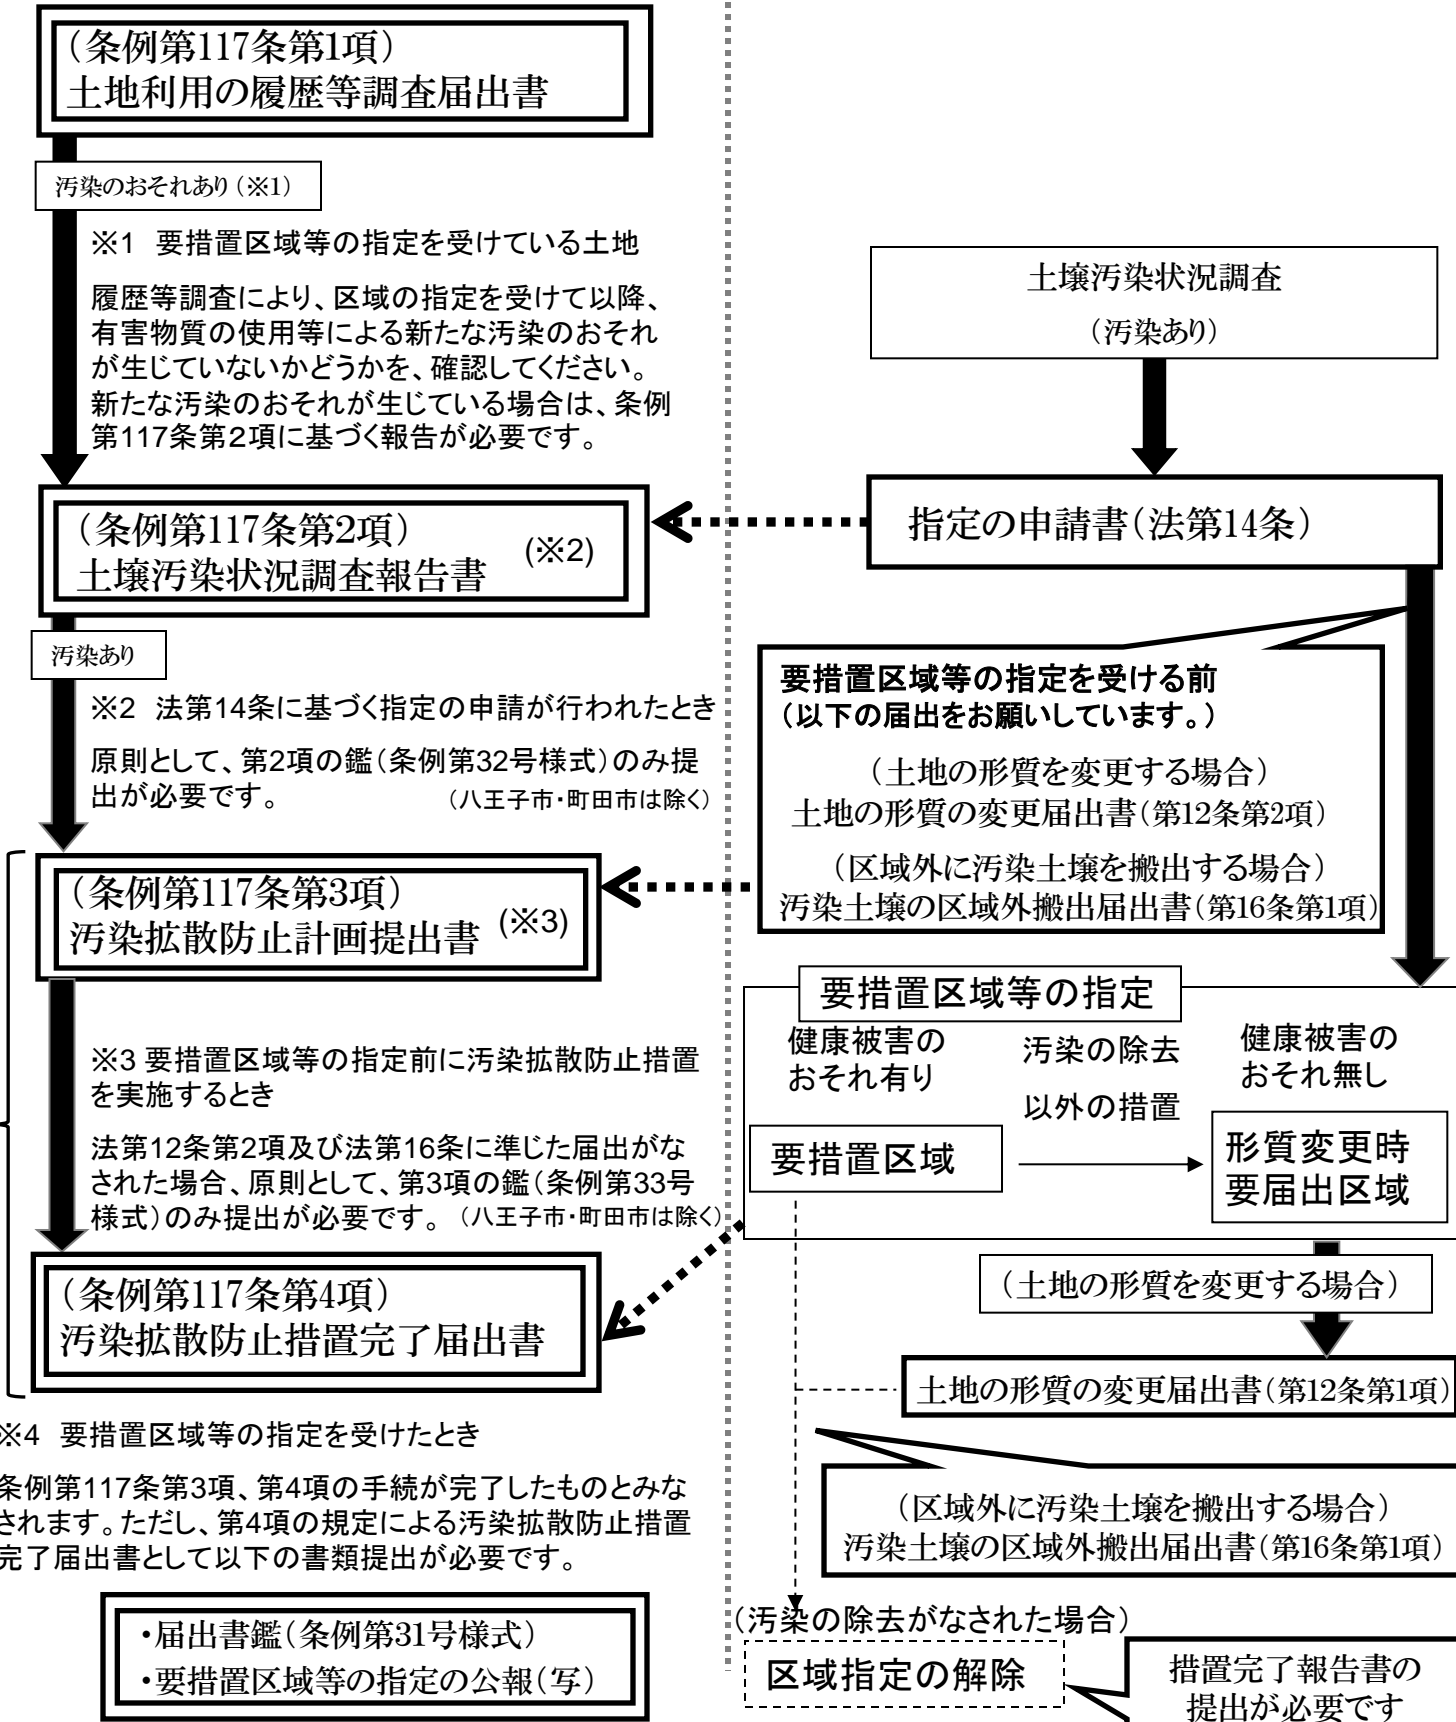 （条例第117条第1項）
土地利用の履歴等調査届出書
汚染のおそれあり（※1）
※1　要措置区域等の指定を受けている土地
履歴等調査により、区域の指定を受けて以降、
有害物質の使用等による新たな汚染のおそれ
が生じていないかどうかを、確認してください。
新たな汚染のおそれが生じている場合は、条例
第117条第２項に基づく報告が必要です。
（条例第117条第2項）
土壌汚染状況調査報告書
(※2)
汚染あり
※2　法第14条に基づく指定の申請が行われたとき
原則として、第2項の鑑（条例第32号様式）のみ提
出が必要です。
（八王子市・町田市は除く）
（条例第117条第3項）
汚染拡散防止計画提出書
(※3)
※3 要措置区域等の指定前に汚染拡散防止措置
を実施するとき
法第12条第2項及び法第16条に準じた届出がな
された場合、原則として、第3項の鑑（条例第33号
様式）のみ提出が必要です。（八王子市・町田市は除く）
（条例第117条第4項）
汚染拡散防止措置完了届出書
※4　要措置区域等の指定を受けたとき
条例第117条第3項、第4項の手続が完了したものとみな
されます。ただし、第4項の規定による汚染拡散防止措置
完了届出書として以下の書類提出が必要です。
・届出書鑑（条例第31号様式）
・要措置区域等の指定の公報（写）
土壌汚染状況調査
（汚染あり）
指定の申請書（法第14条）
要措置区域等の指定を受ける前
（以下の届出をお願いしています。）
（土地の形質を変更する場合）
土地の形質の変更届出書（第12条第2項）
（区域外に汚染土壌を搬出する場合）
汚染土壌の区域外搬出届出書（第16条第1項）
要措置区域等の指定
健康被害の
おそれ有り
汚染の除去
以外の措置
健康被害の
おそれ無し
要措置区域
形質変更時
要届出区域
（土地の形質を変更する場合）
土地の形質の変更届出書（第12条第1項）
（区域外に汚染土壌を搬出する場合）
汚染土壌の区域外搬出届出書（第16条第1項）
（汚染の除去がなされた場合）
区域指定の解除
措置完了報告書の
提出が必要です